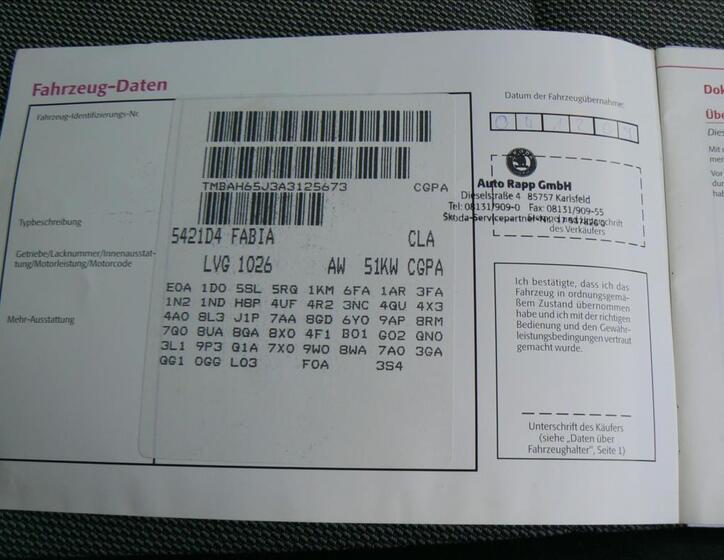 Fahrzeug-Daten
Fahrzeug-Identifizierungs-Nr.
TMBAH65J3A3125673 CGPA
Typbeschreibung
5421D4 FABIA CLA
Getriebe/Lacknummer/Innenausstat-
tung/Motorleistung/Motorcode
LVG 1026 AW 51KW CGPA
E0A 1D0 5SL 5RQ 1KM 6FA 1AR 3FA
1N2 1ND H8P 4UF 4R2 3NC 4GU 4X3
Mehr-Ausstattung
4A0 8L3 J1P 7AA 8GD 6Y0 9AP 8RM
7Q0 8UA 8QA 8X0 4F1 B01 G02 QN0
3L1 9P3 Q1A 7X0 9W0 8WA 7A0 3GA
QG1 0GG L03 F0A 3S4
Datum der Fahrzeugübernahme:
Auto Rapp GmbH
Dieselstraße 4 85757 Karlsfeld
Tel: 08131/909-0 Fax: 08131/909-55
Skoda-Servicepartner-Nr.
des Verkäufers
Ich bestätige, dass ich das
Fahrzeug in ordnungsgemä-
ßem Zustand übernommen
habe und ich mit der richtigen
Bedienung und den Gewähr-
leistungsbedingungen vertraut
gemacht wurde.
Unterschrift des Käufers
(siehe „Daten über
Fahrzeughalter", Seite 1)